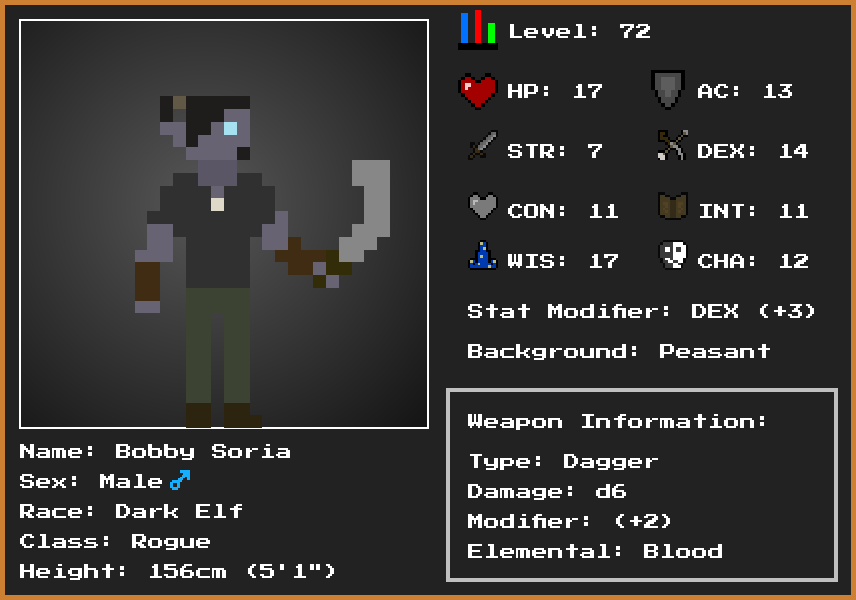 Level: 72
HP: 17 AC: 13
STR: 7 DEX: 14
CON: 11 INT: 11
WIS: 17 CHA: 12
Stat Modifier: DEX (+3)
Background: Peasant
Weapon Information:
Type: Dagger
Damage: d6
Modifier: (+2)
Elemental: Blood
Name: Bobby Soria
Sex: Male♂
Race: Dark Elf
Class: Rogue
Height: 156cm (5'1")